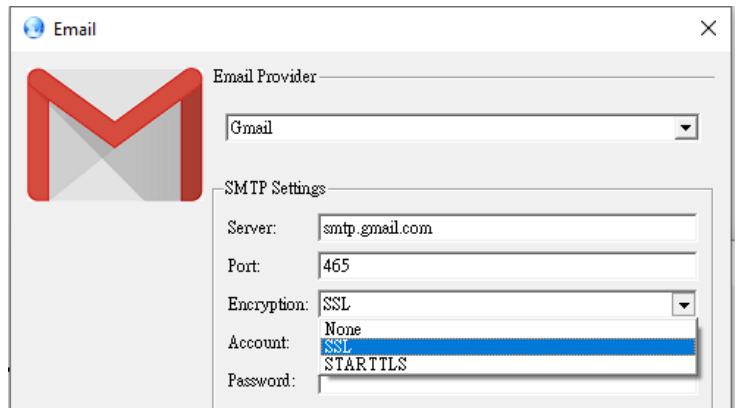 Email
Email Provider
Gmail
SMTP Settings
Server: smtp.gmail.com
Port: 465
Encryption: SSL
None
Account: SSL
STARTTLS
Password: